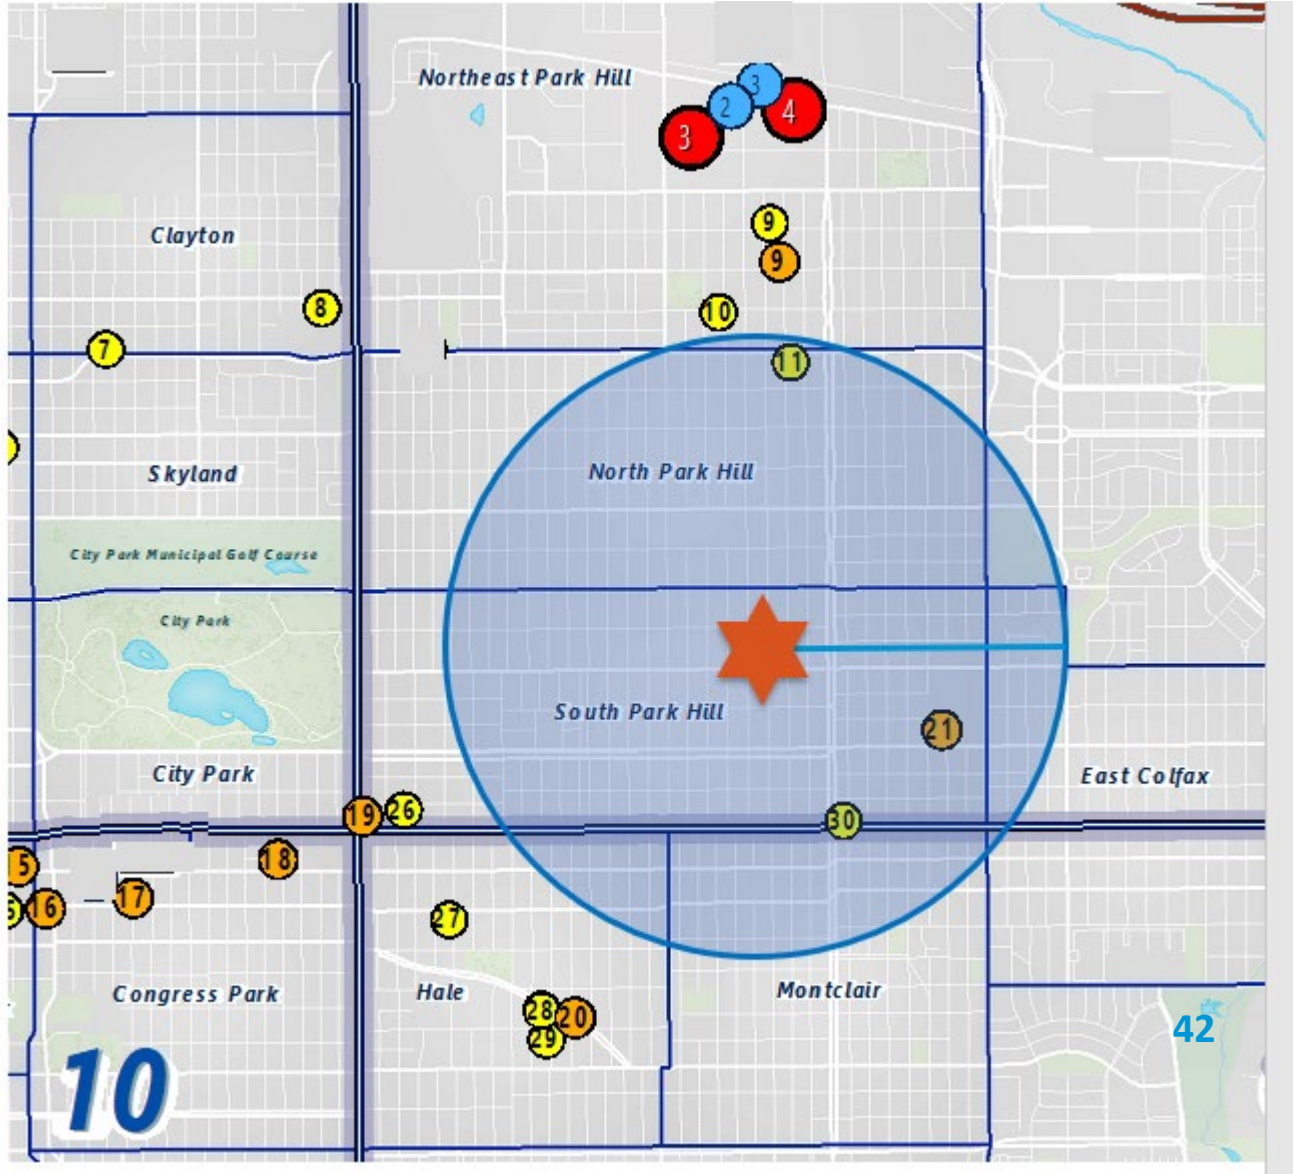 Northeast Park Hill
3
2
4
3
9
Clayton
9
8
10
7
11
Skyland
North Park Hill
City Park Municipal Golf Course
City Park
South Park Hill
21
City Park
East Colfax
19
26
30
18
15
17
16
27
Congress Park
Hale
Montclair
28
20
42
29
10